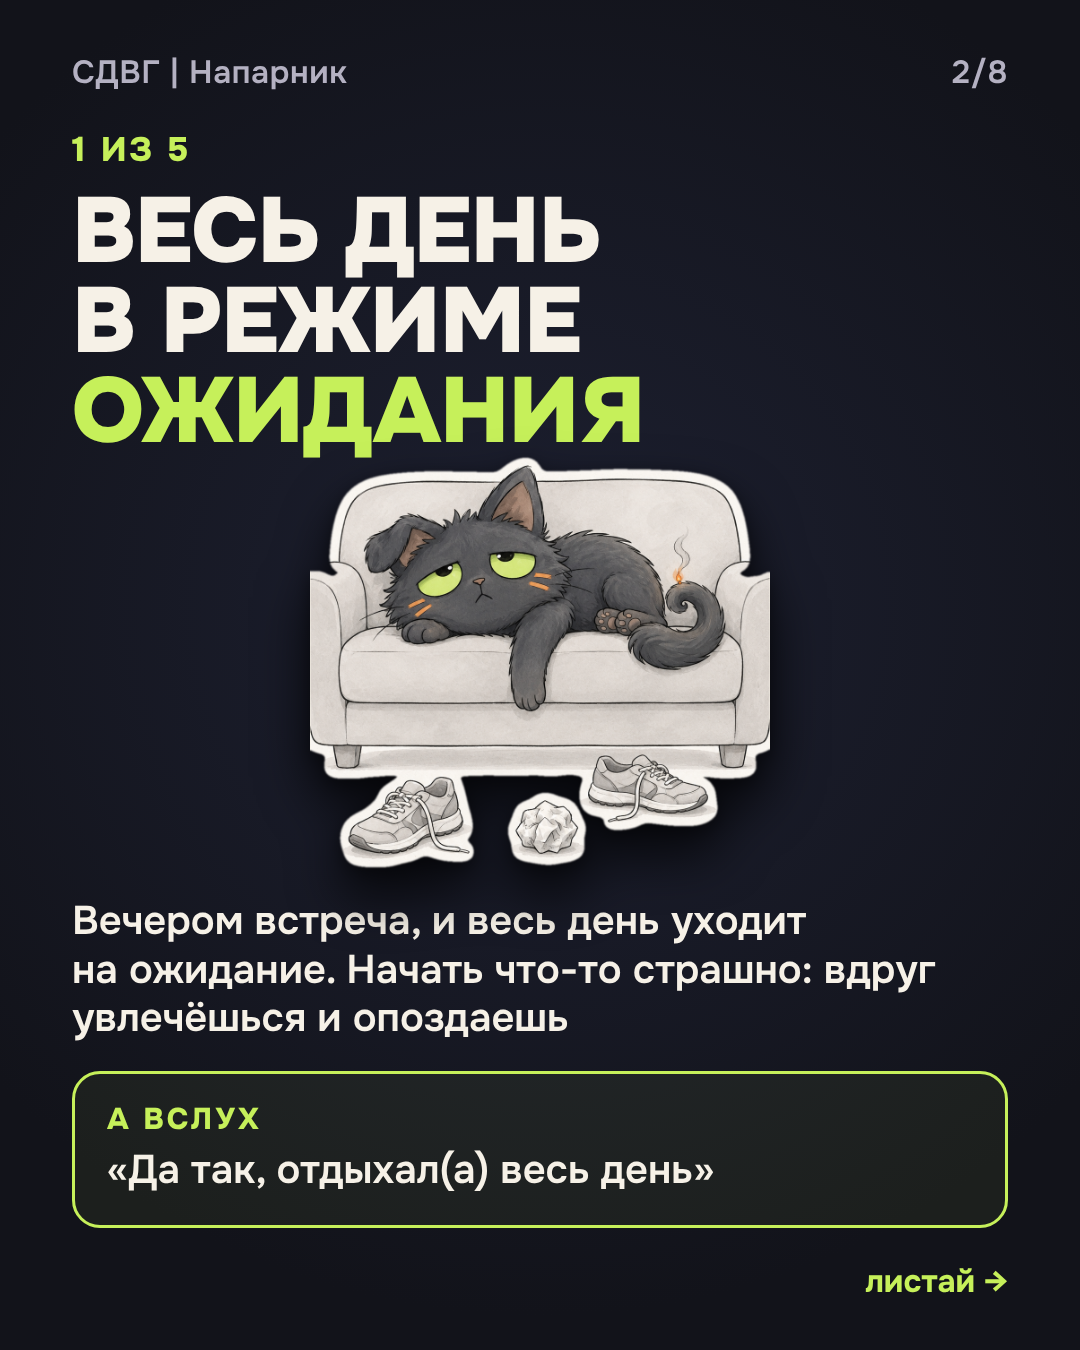 СДВГ | Напарник
2/8
1 ИЗ 5
ВЕСЬ ДЕНЬ
В РЕЖИМЕ
ОЖИДАНИЯ
Вечером встреча, и весь день уходит
на ожидание. Начать что-то страшно: вдруг
увлечёшься и опоздаешь
А ВСЛУХ
«Да так, отдыхал(а) весь день»
листай →